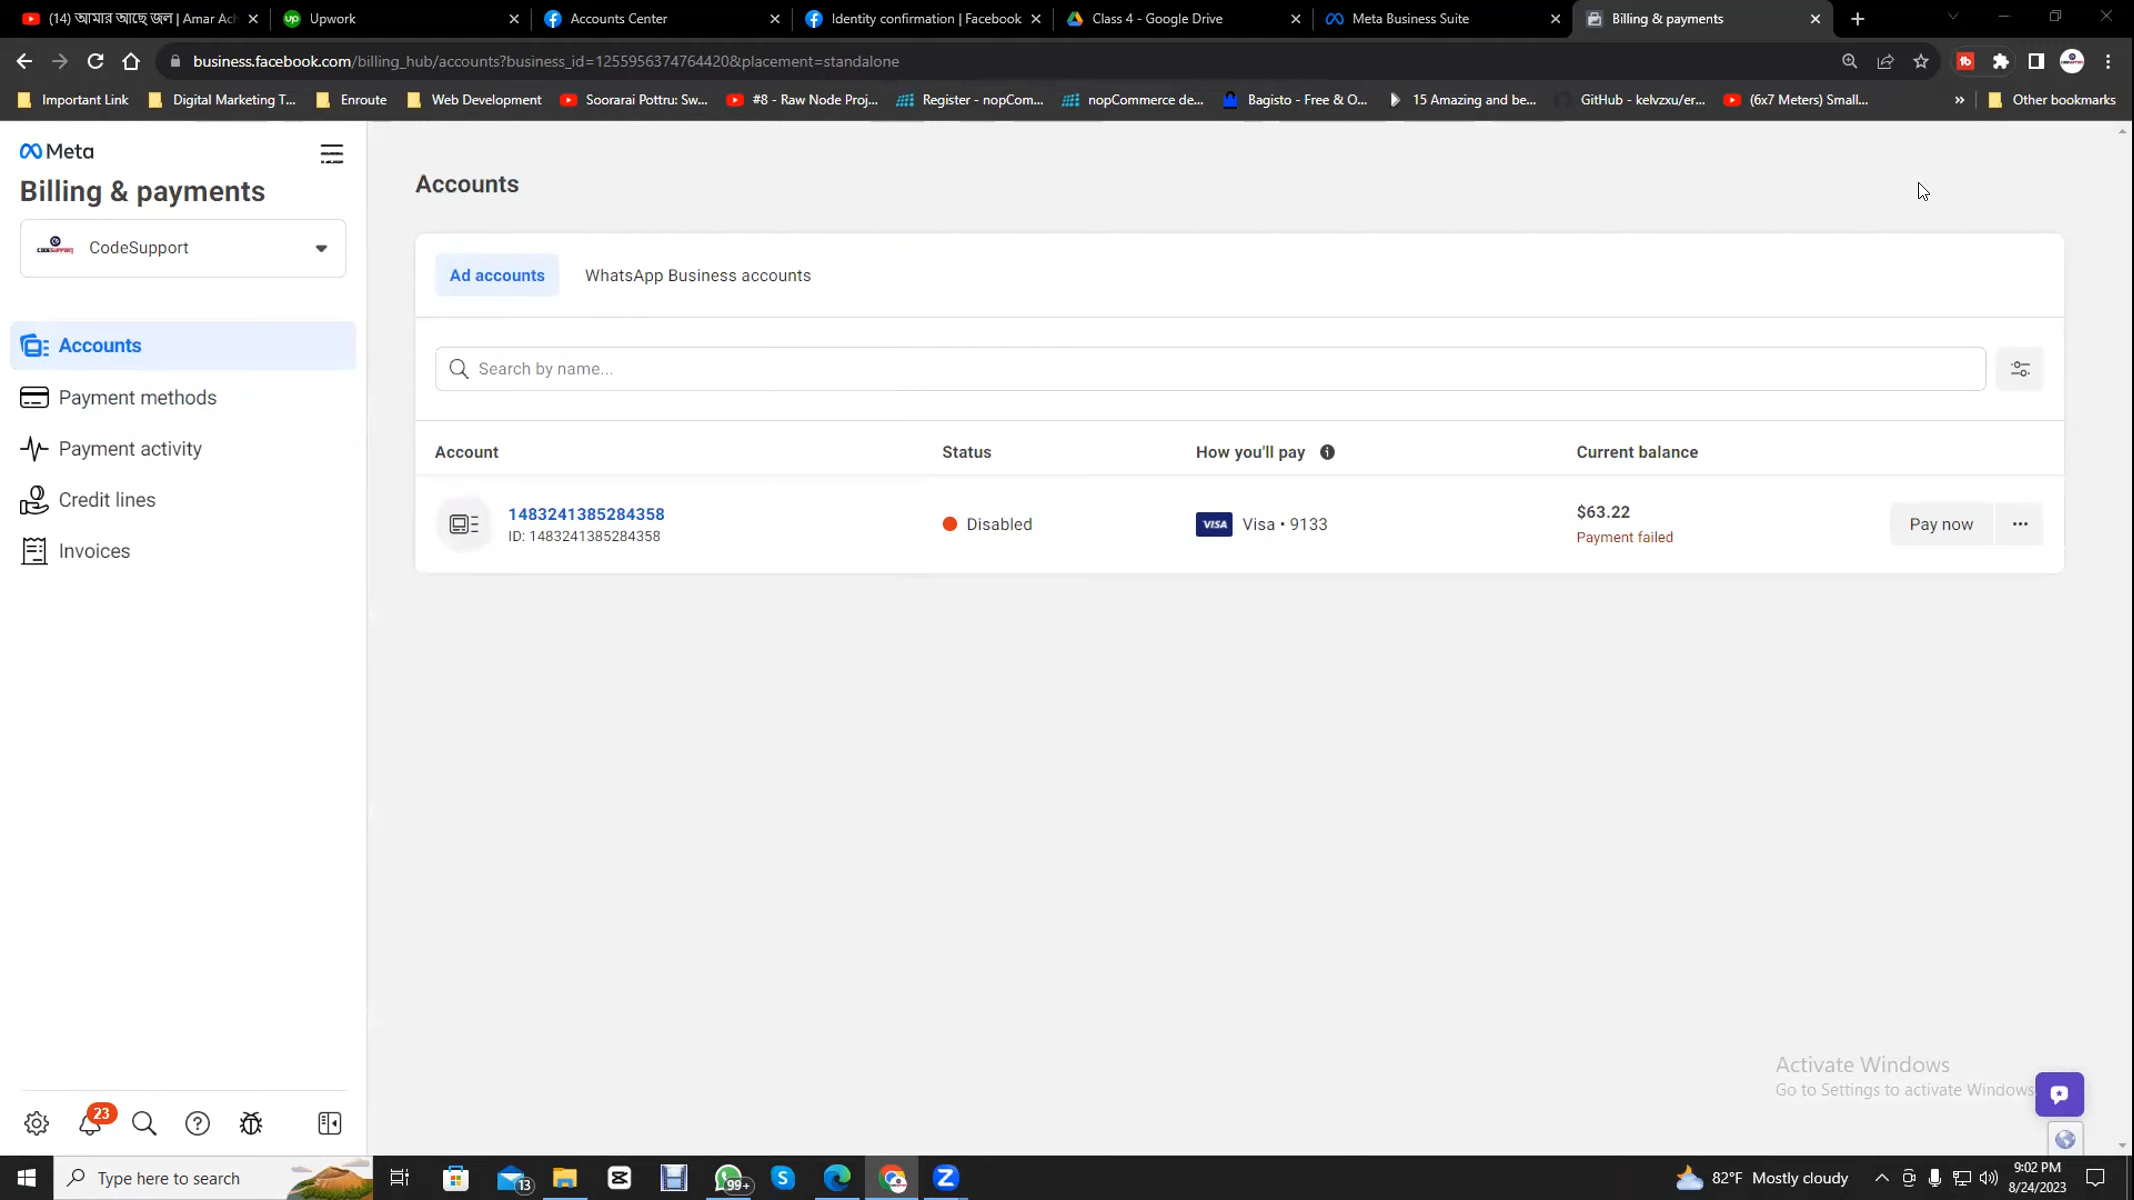 (14) আমার আছে জল | Amar Ach
Upwork
Accounts Center
Identity confirmation | Facebook
Class 4 - Google Drive
Meta Business Suite
Billing & payments
business.facebook.com/billing_hub/accounts?business_id=1255956374764420&placement=standalone
Important Link
Digital Marketing T...
Enroute
Web Development
Soorarai Pottru: Sw...
#8 - Raw Node Proj...
Register - nopCom...
nopCommerce de...
Bagisto - Free & O...
15 Amazing and be...
GitHub - kelvzxu/er...
(6x7 Meters) Small...
»
Other bookmarks
Meta
Billing & payments
CodeSupport
Accounts
Payment methods
Payment activity
Credit lines
Invoices
23
Accounts
Ad accounts
WhatsApp Business accounts
Search by name...
Account
Status
How you'll pay
Current balance
1483241385284358
ID: 1483241385284358
Disabled
VISA
Visa • 9133
$63.22
Payment failed
Pay now
Activate Windows
Go to Settings to activate Windows
Type here to search
13
99+
82°F Mostly cloudy
9:02 PM
8/24/2023